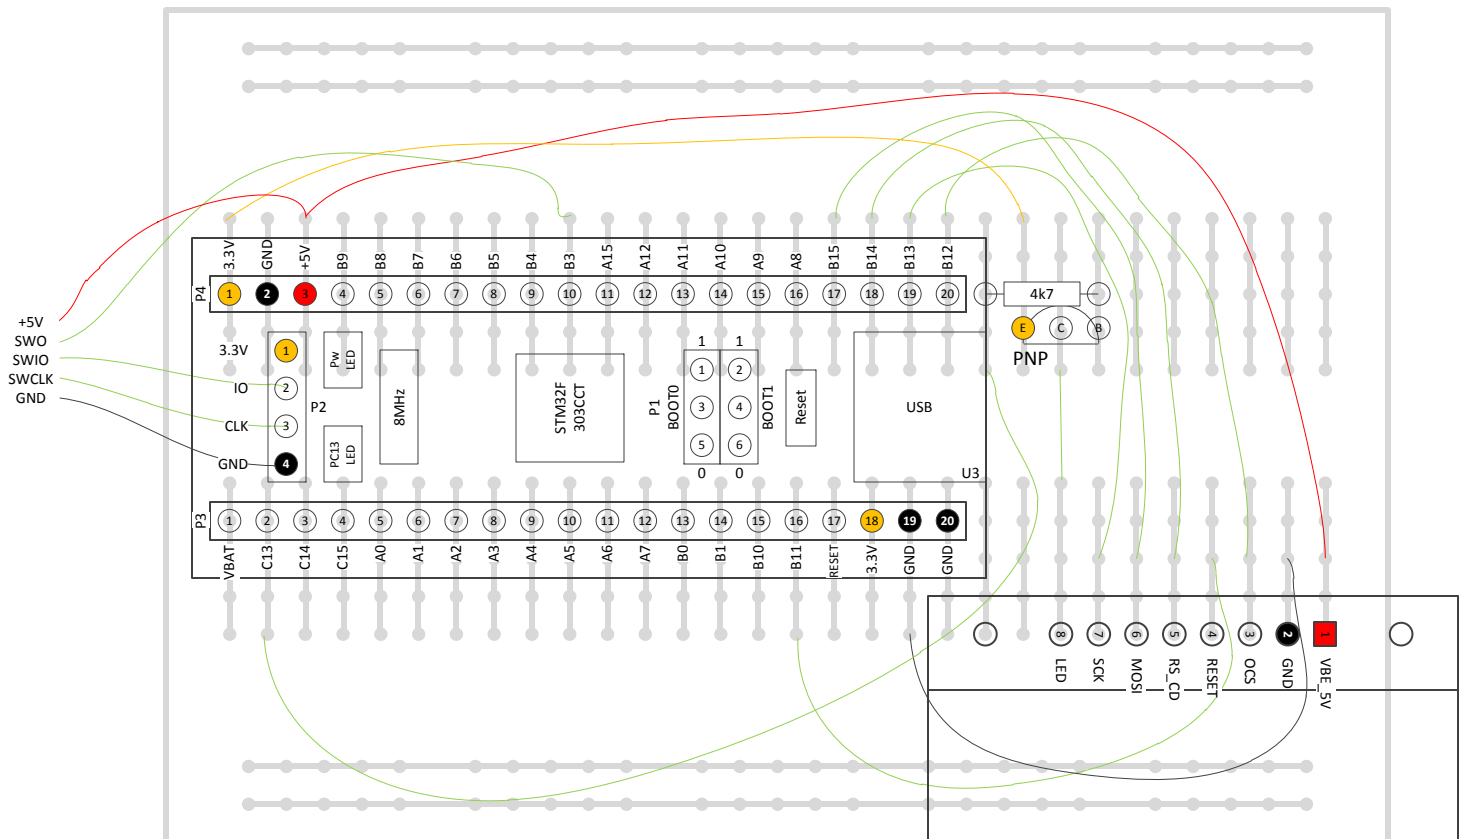 3.3V GND +5V B9 B8 B7 B6 B5 B4 B3 A15 A12 A11 A10 A9 A8 B15 B14 B13 B12
P4 1 2 3 4 5 6 7 8 9 10 11 12 13 14 15 16 17 18 19 20
4k7
E C B
PNP
+5V
SWO
SWIO
SWCLK
GND
3.3V 1
IO 2
CLK 3
GND 4
P2
Pw
LED
PC13
LED
8MHz
STM32F
303CCT
P1
BOOT0
BOOT1
1 1
1 2
3 4
5 6
0 0
Reset
USB
U3
P3 1 2 3 4 5 6 7 8 9 10 11 12 13 14 15 16 17 18 19 20
VBAT C13 C14 C15 A0 A1 A2 A3 A4 A5 A6 A7 B0 B1 B10 B11 RESET 3.3V GND GND
8 7 6 5 4 3 2 1
LED SCK MOSI RS_CD RESET OCS GND VBE_5V